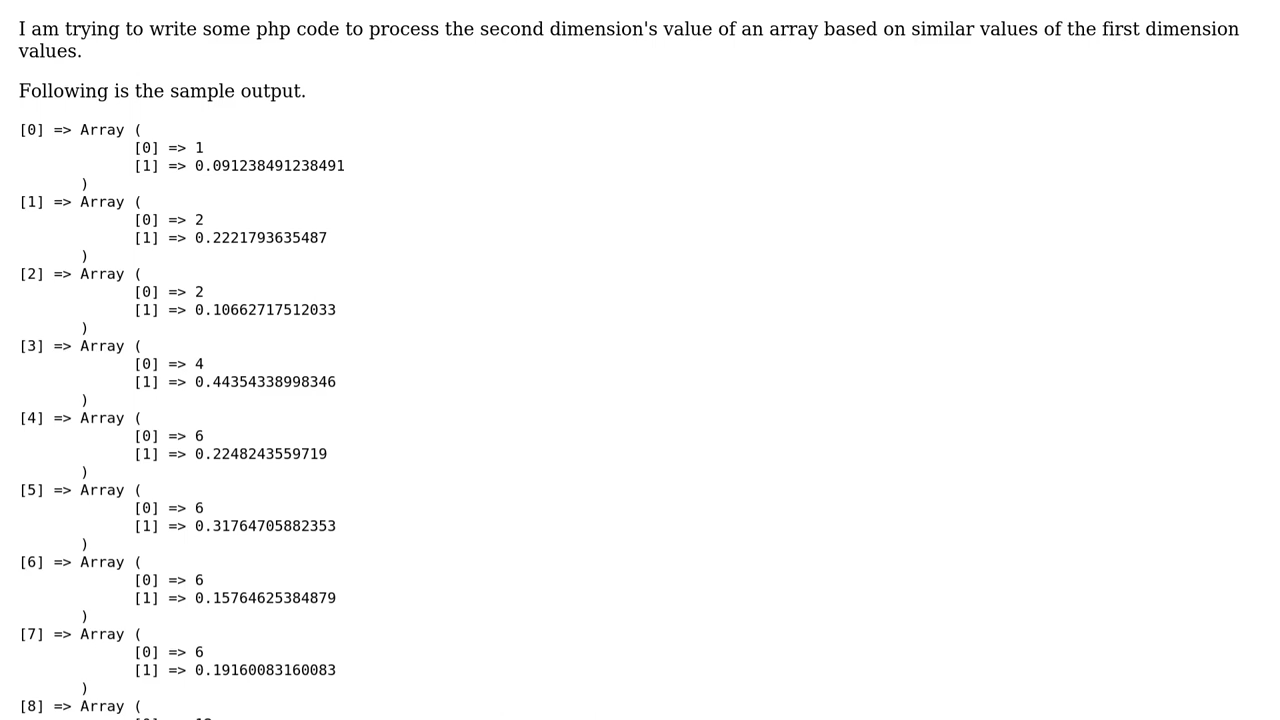 I am trying to write some php code to process the second dimension's value of an array based on similar values of the first dimension
values.
Following is the sample output.
[0] => Array (
[0] => 1
[1] => 0.091238491238491
)
[1] => Array (
[0] => 2
[1] => 0.2221793635487
)
[2] => Array (
[0] => 2
[1] => 0.10662717512033
)
[3] => Array (
[0] => 4
[1] => 0.44354338998346
)
[4] => Array (
[0] => 6
[1] => 0.2248243559719
)
[5] => Array (
[0] => 6
[1] => 0.31764705882353
)
[6] => Array (
[0] => 6
[1] => 0.15764625384879
)
[7] => Array (
[0] => 6
[1] => 0.19160083160083
)
[8] => Array (